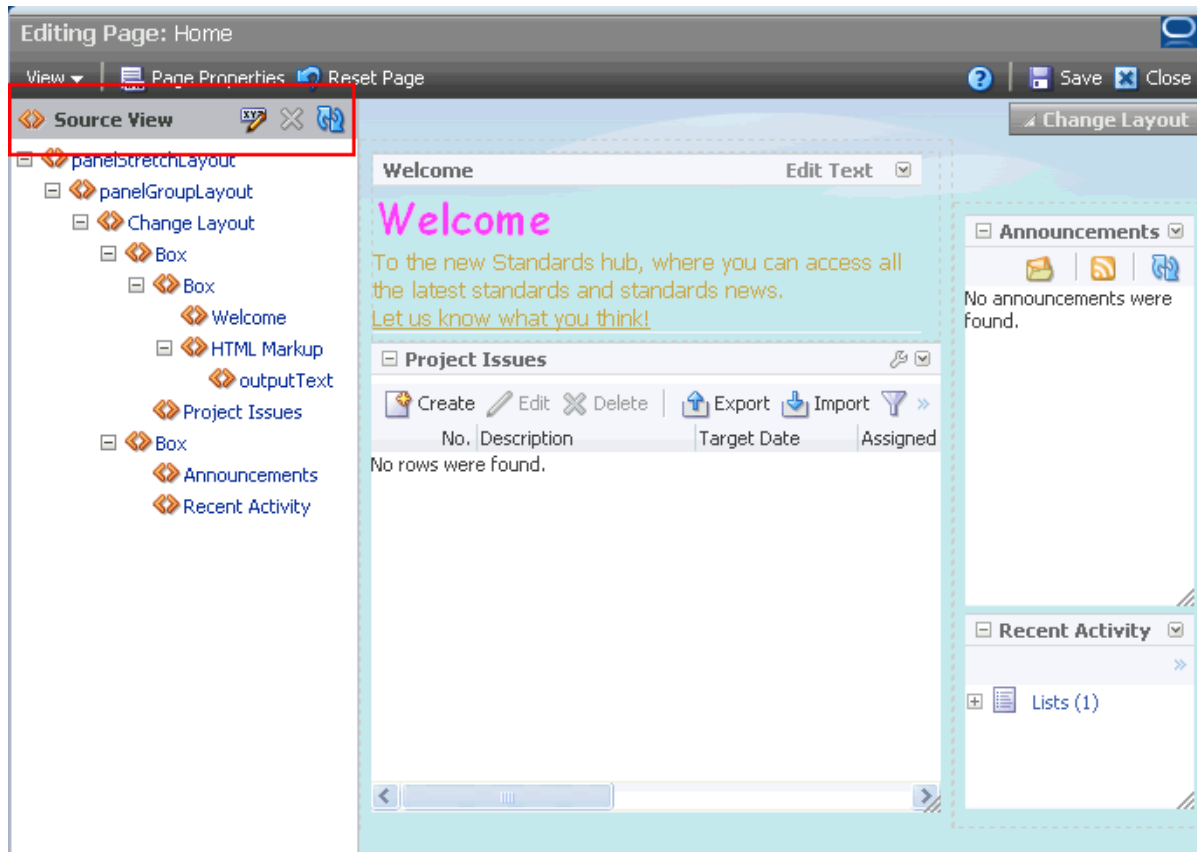 Editing Page: Home
View Page Properties Reset Page Save Close
Source View
Change Layout
panelStretchLayout
panelGroupLayout
Change Layout
Box
Box
Welcome
HTML Markup
outputText
Project Issues
Box
Announcements
Recent Activity
Welcome Edit Text
Welcome
To the new Standards hub, where you can access all
the latest standards and standards news.
Let us know what you think!
Project Issues
Create Edit Delete Export Import »
No. Description Target Date Assigned
No rows were found.
Announcements
No announcements were
found.
Recent Activity
»
Lists (1)